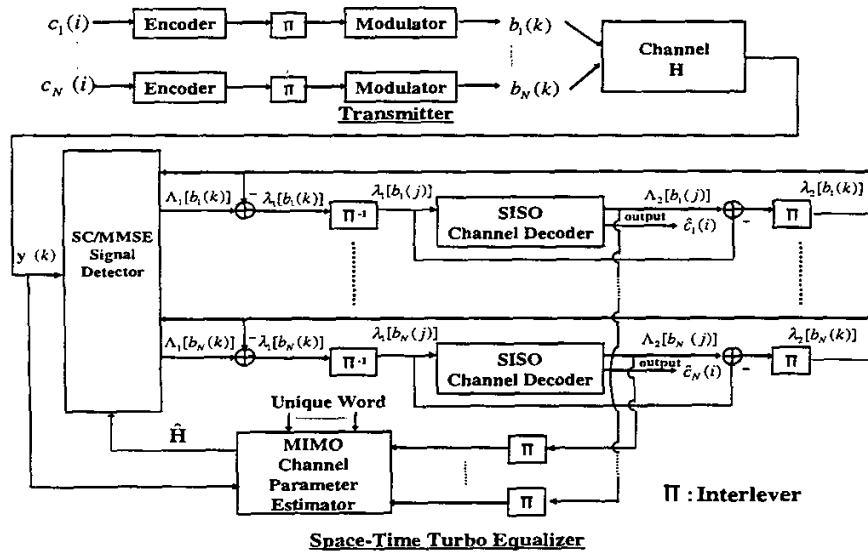 c₁(i) Encoder Π Modulator b₁(k)
Channel
H
c_N(i) Encoder Π Modulator b_N(k)
Transmitter
Λ₁[b₁(k)] − λ₁[b₁(k)] Π⁻¹ λ₁[b₁(j)] SISO Λ₂[b₁(j)] − λ₂[b₁(k)] Π
Channel Decoder output ĉ₁(i)
SC/MMSE
Signal
Detector
y (k)
Λ₁[b_N(k)] − λ₁[b_N(k)] Π⁻¹ λ₁[b_N(j)] SISO Λ₂[b_N(j)] − λ₂[b_N(k)] Π
Channel Decoder output ĉ_N(i)
Unique Word
Ĥ
MIMO
Channel
Parameter
Estimator
Π
Π
Π : Interlever
Space-Time Turbo Equalizer